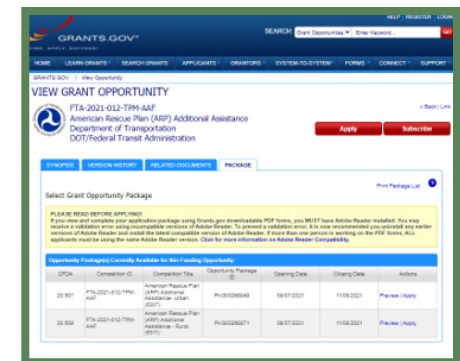 HELP | REGISTER | LOGIN
GRANTS.GOV™
FIND. APPLY. SUCCEED.™
SEARCH: Grant Opportunities Enter Keyword... GO
HOME LEARN GRANTS SEARCH GRANTS APPLICANTS GRANTORS SYSTEM-TO-SYSTEM FORMS CONNECT SUPPORT
GRANTS.GOV View Opportunity
VIEW GRANT OPPORTUNITY
FTA-2021-012-TPM-AAF
American Rescue Plan (ARP) Additional Assistance
Department of Transportation
DOT/Federal Transit Administration
« Back | Link
Apply Subscribe
SYNOPSIS VERSION HISTORY RELATED DOCUMENTS PACKAGE
Print Package List
Select Grant Opportunity Package
PLEASE READ BEFORE APPLYING!
If you view and complete your application package using Grants.gov downloadable PDF forms, you MUST have Adobe Reader installed. You may
receive a validation error using incompatible versions of Adobe Reader. To prevent a validation error, it is now recommended you uninstall any earlier
versions of Adobe Reader and install the latest compatible version of Adobe Reader. If more than one person is working on the PDF forms, ALL
applicants must be using the same Adobe Reader version. Click for more information on Adobe Reader Compatibility.
Opportunity Package(s) Currently Available for this Funding Opportunity:
CFDA Competition ID Competition Title Opportunity Package ID Opening Date Closing Date Actions
20.507 FTA-2021-012-TPM-AAF American Rescue Plan (ARP) Additional Assistance- Urban (5307) 09/07/2021 11/08/2021 Preview | Apply
20.509 FTA-2021-012-TPM-AAF American Rescue Plan (ARP) Additional Assistance - Rural (5311) 09/07/2021 11/08/2021 Preview | Apply